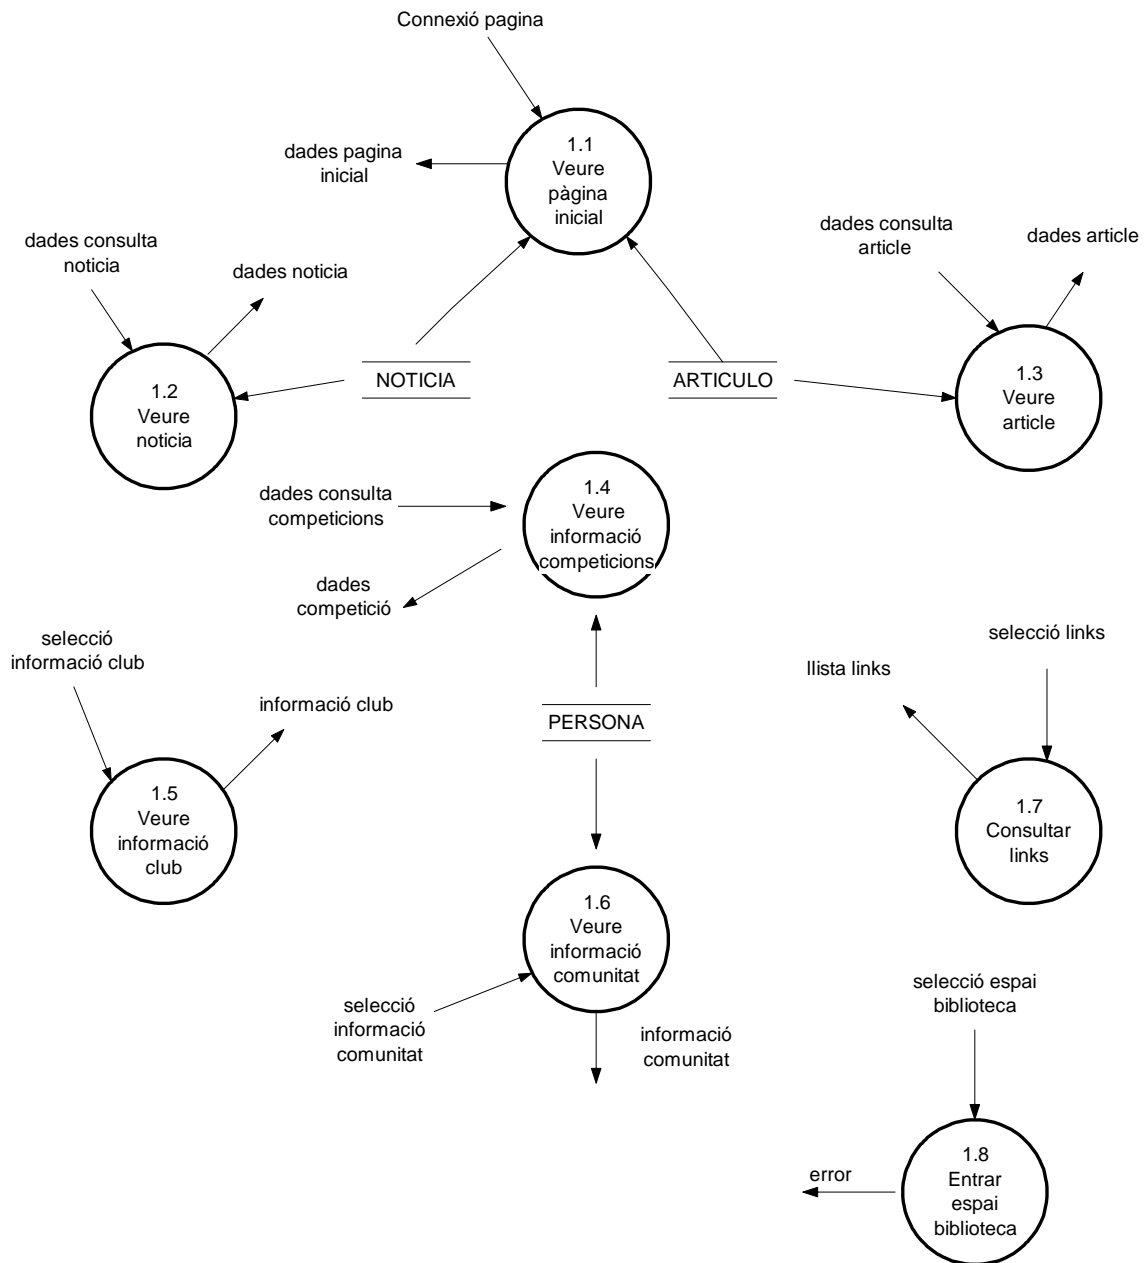 Connexió pagina
1.1
Veure
pàgina
inicial
dades pagina
inicial
dades consulta
noticia
dades noticia
dades consulta
article
dades article
1.2
Veure
noticia
NOTICIA
ARTICULO
1.3
Veure
article
dades consulta
competicions
1.4
Veure
informació
competicions
dades
competició
selecció
informació club
informació club
PERSONA
llista links
selecció links
1.5
Veure
informació
club
1.7
Consultar
links
1.6
Veure
informació
comunitat
selecció
informació
comunitat
informació
comunitat
selecció espai
biblioteca
error
1.8
Entrar
espai
biblioteca